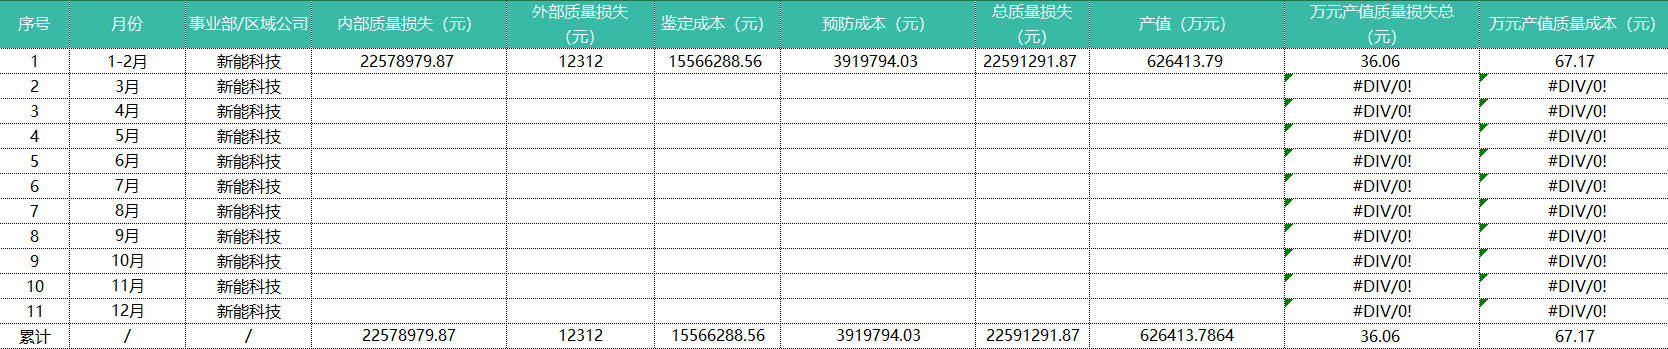 序号 月份 事业部/区域公司 内部质量损失（元） 外部质量损失（元） 鉴定成本（元） 预防成本（元） 总质量损失（元） 产值（万元） 万元产值质量损失总（元） 万元产值质量成本（元）
1 1-2月 新能科技 22578979.87 12312 15566288.56 3919794.03 22591291.87 626413.79 36.06 67.17
2 3月 新能科技 #DIV/0! #DIV/0!
3 4月 新能科技 #DIV/0! #DIV/0!
4 5月 新能科技 #DIV/0! #DIV/0!
5 6月 新能科技 #DIV/0! #DIV/0!
6 7月 新能科技 #DIV/0! #DIV/0!
7 8月 新能科技 #DIV/0! #DIV/0!
8 9月 新能科技 #DIV/0! #DIV/0!
9 10月 新能科技 #DIV/0! #DIV/0!
10 11月 新能科技 #DIV/0! #DIV/0!
11 12月 新能科技 #DIV/0! #DIV/0!
累计 / / 22578979.87 12312 15566288.56 3919794.03 22591291.87 626413.7864 36.06 67.17